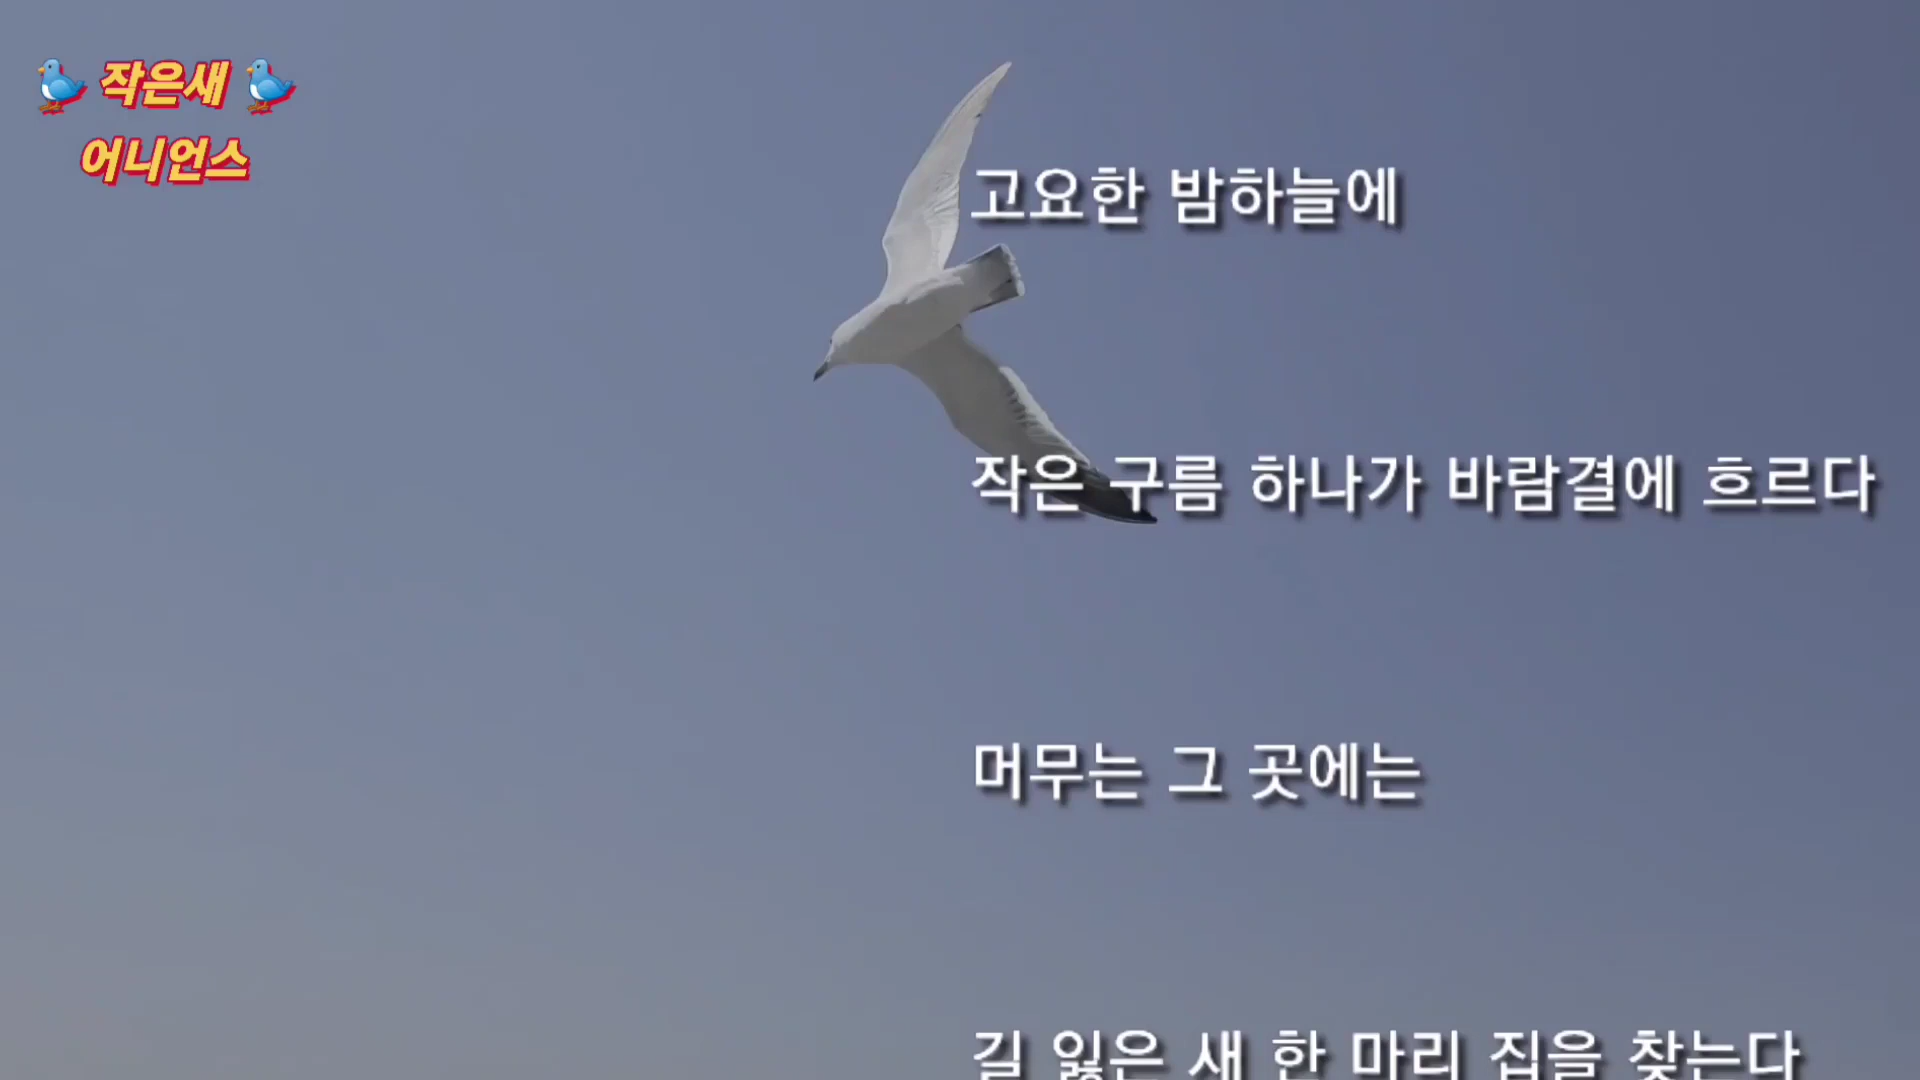 작은새
어니언스
고요한 밤하늘에
작은 구름 하나가 바람결에 흐르다
머무는 그 곳에는
길 잃은 새 한 마리 집을 찾는다